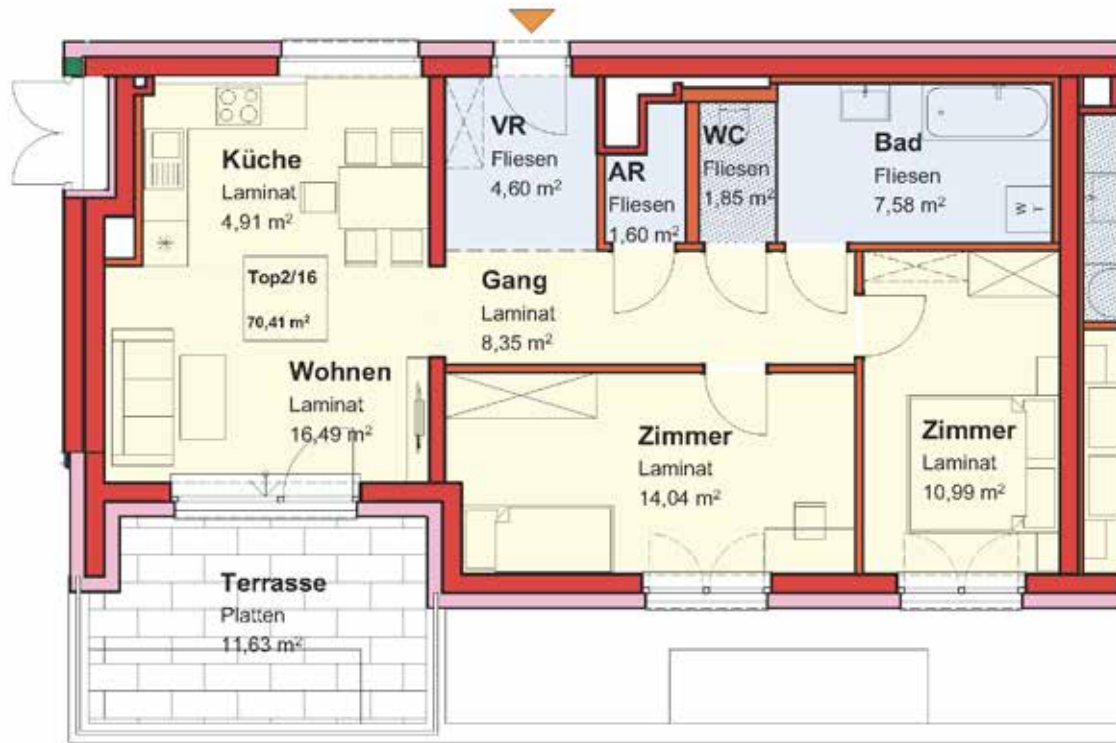 Küche
Laminat
4,91 m²
VR
Fliesen
4,60 m²
AR
Fliesen
1,60 m²
WC
Fliesen
1,85 m²
Bad
Fliesen
7,58 m²
W
T
Top2/16
70,41 m²
Gang
Laminat
8,35 m²
Wohnen
Laminat
16,49 m²
Zimmer
Laminat
14,04 m²
Zimmer
Laminat
10,99 m²
Terrasse
Platten
11,63 m²